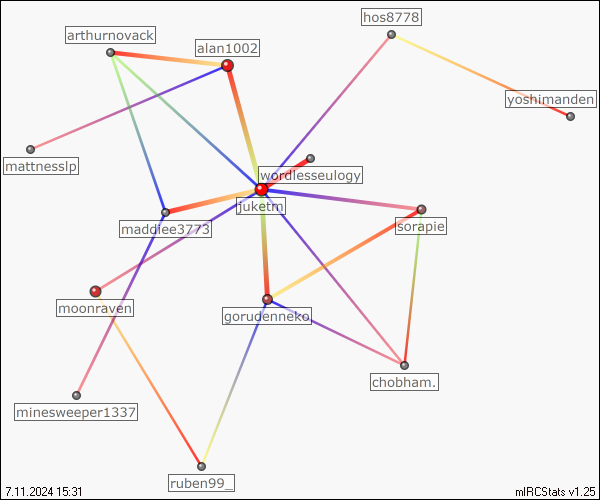 hos8778
arthurnovack
alan1002
yoshimanden
mattnesslp
wordlesseulogy
juketm
maddiee3773
sorapie
moonraven
gorudenneko
chobham.
minesweeper1337
ruben99_
7.11.2024 15:31
mIRCStats v1.25